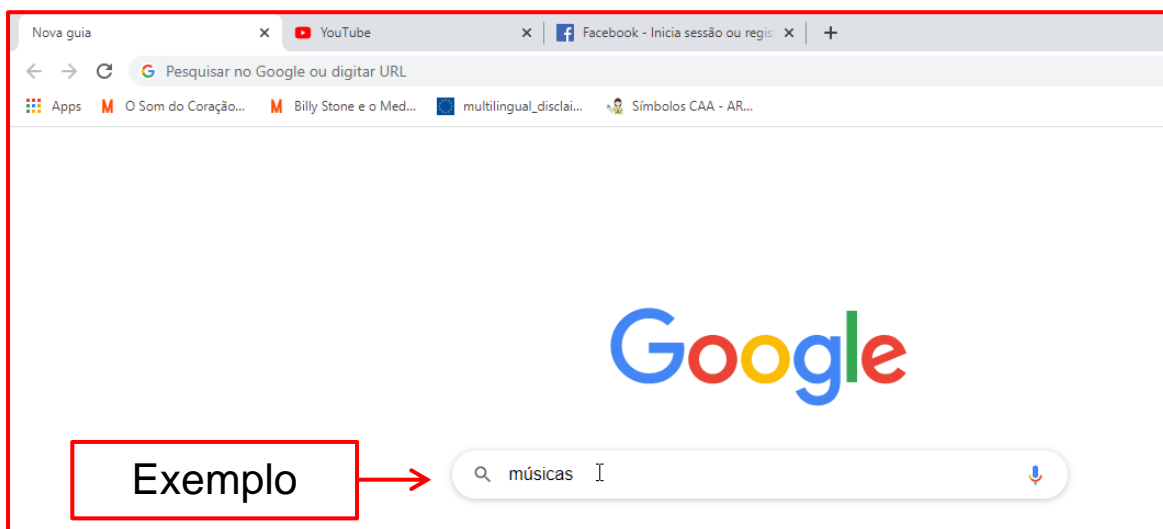 Nova guia YouTube Facebook - Inicia sessão ou regis
Pesquisar no Google ou digitar URL
Apps O Som do Coração... Billy Stone e o Med... multilingual_disclai... Símbolos CAA - AR...
Google
Exemplo músicas